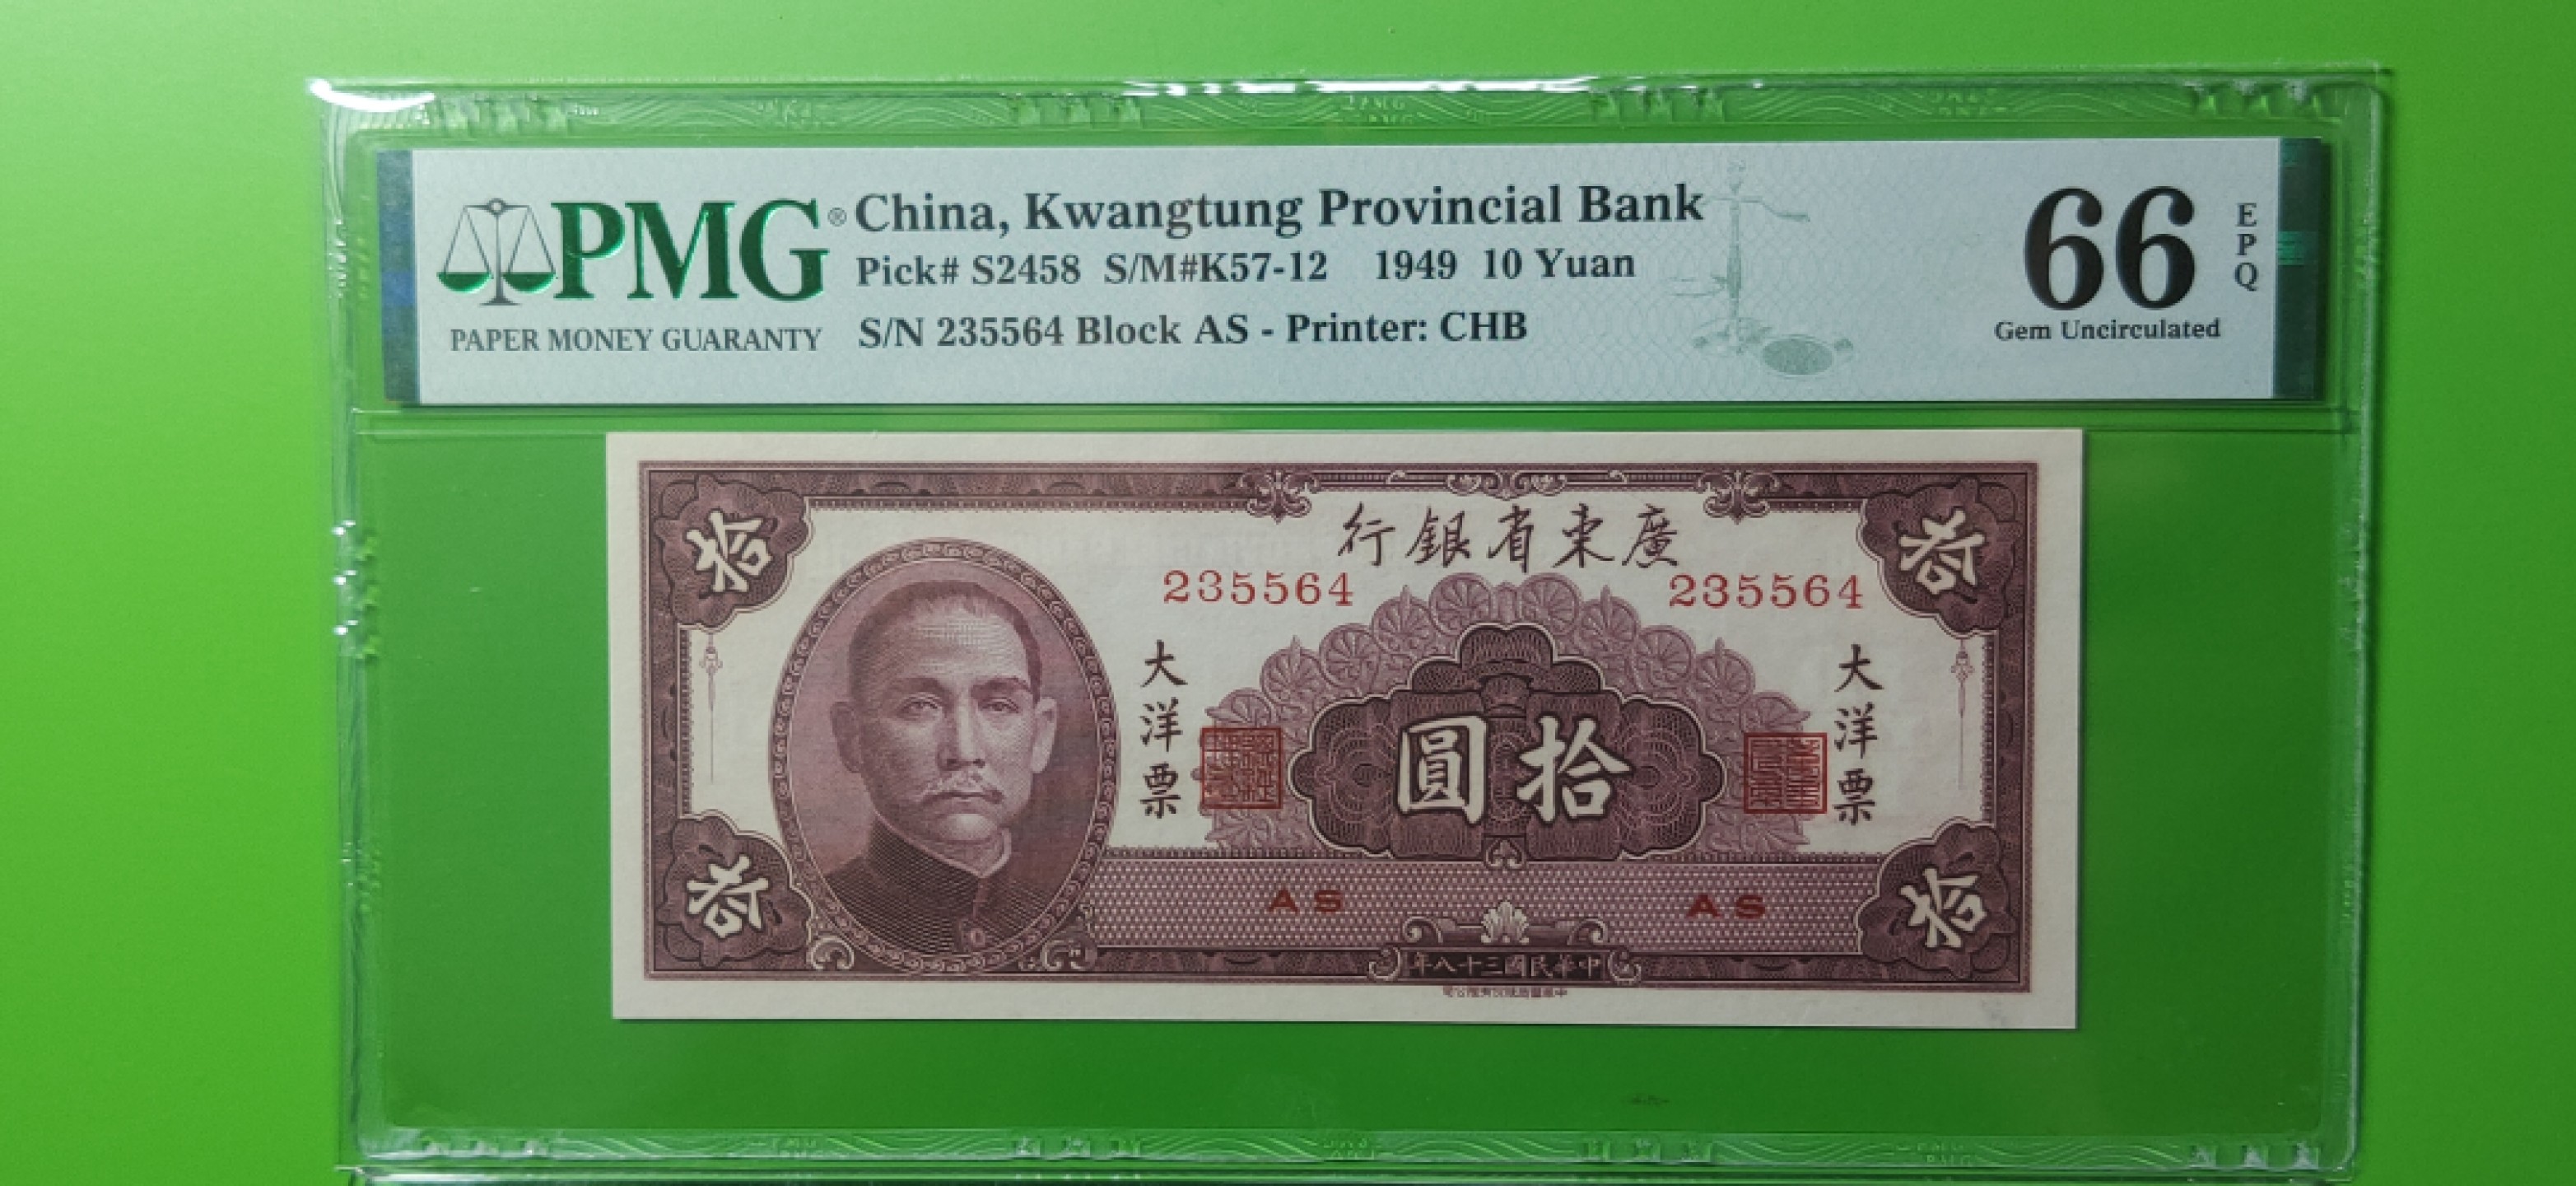 PMG®
PAPER MONEY GUARANTY
China, Kwangtung Provincial Bank
Pick# S2458 S/M#K57-12 1949 10 Yuan
S/N 235564 Block AS - Printer: CHB
66
EPQ
Gem Uncirculated
拾
拾
行銀省東廣
235564
235564
大洋票
圓拾
大洋票
AS
AS
拾
拾
年八十三國民華中